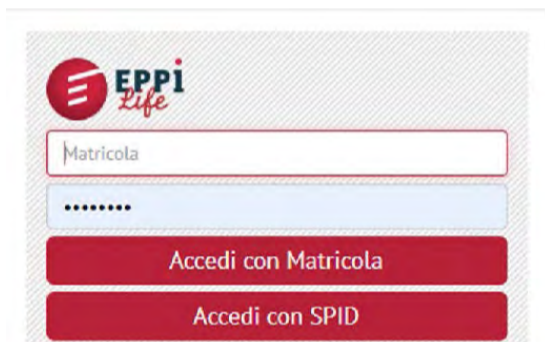 EPPi
Life
Matricola
••••••••
Accedi con Matricola
Accedi con SPID